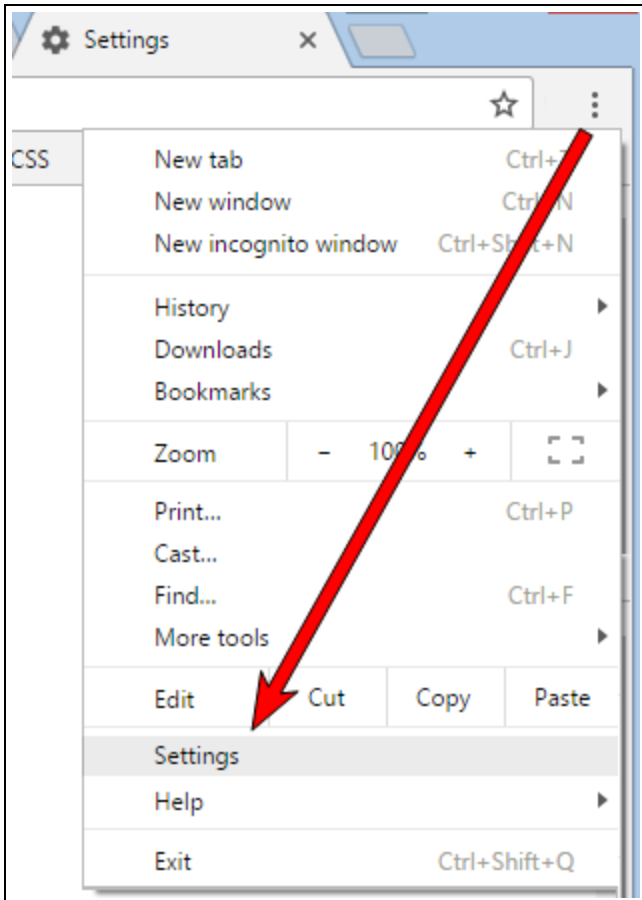 Settings
CSS
New tab
New window
New incognito window
History
Downloads Ctrl+J
Bookmarks
Zoom - +
Print... Ctrl+P
Cast...
Find... Ctrl+F
More tools
Edit Cut Copy Paste
Settings
Help
Exit Ctrl+Shift+Q